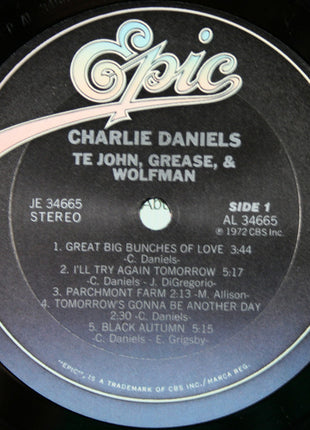 Epic
CHARLIE DANIELS
TE JOHN, GREASE, &
WOLFMAN
JE 34665
STEREO
SIDE 1
AL 34665
℗ 1972 CBS Inc.
1. GREAT BIG BUNCHES OF LOVE 3:44
-C. Daniels-
2. I'LL TRY AGAIN TOMORROW 5:17
-C. Daniels - J. DiGregorio-
3. PARCHMONT FARM 2:13 -M. Allison-
4. TOMORROW'S GONNA BE ANOTHER DAY
2:30 -C. Daniels-
5. BLACK AUTUMN 5:15
-C. Daniels - E. Grigsby-
"EPIC", IS A TRADEMARK OF CBS INC./MARCA REG.